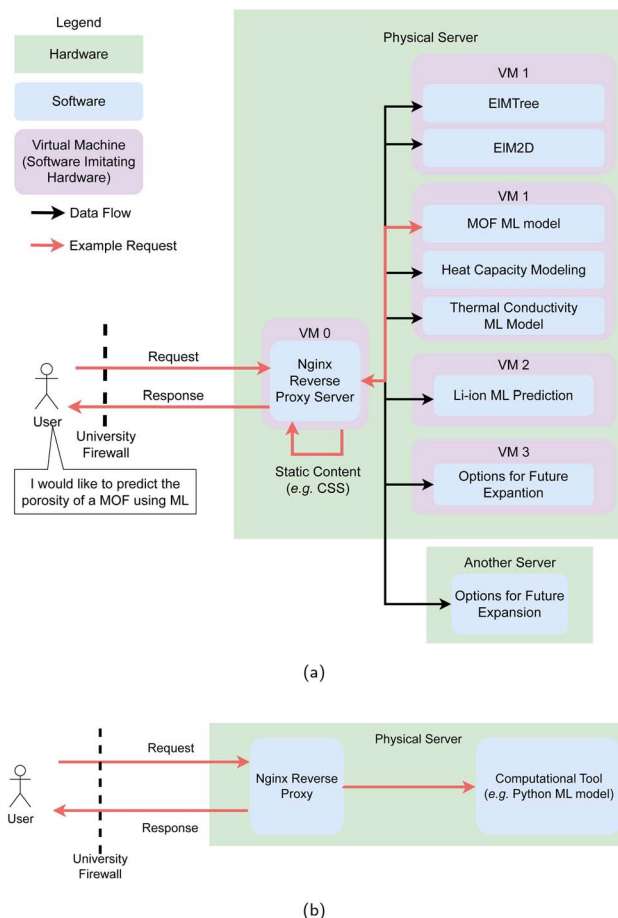 Legend
Hardware
Software
Virtual Machine
(Software Imitating
Hardware)
Data Flow
Example Request
Physical Server
VM 1
ElMTree
ElM2D
VM 1
MOF ML model
Heat Capacity Modeling
Thermal Conductivity
ML Model
VM 0
Nginx
Reverse
Proxy Server
Request
Response
User
University
Firewall
I would like to predict the
porosity of a MOF using ML
Static Content
(e.g. CSS)
VM 2
Li-ion ML Prediction
VM 3
Options for Future
Expantion
Another Server
Options for Future
Expansion
(a)
Physical Server
Request
Nginx Reverse
Proxy
Computational Tool
(e.g. Python ML model)
User
Response
University
Firewall
(b)